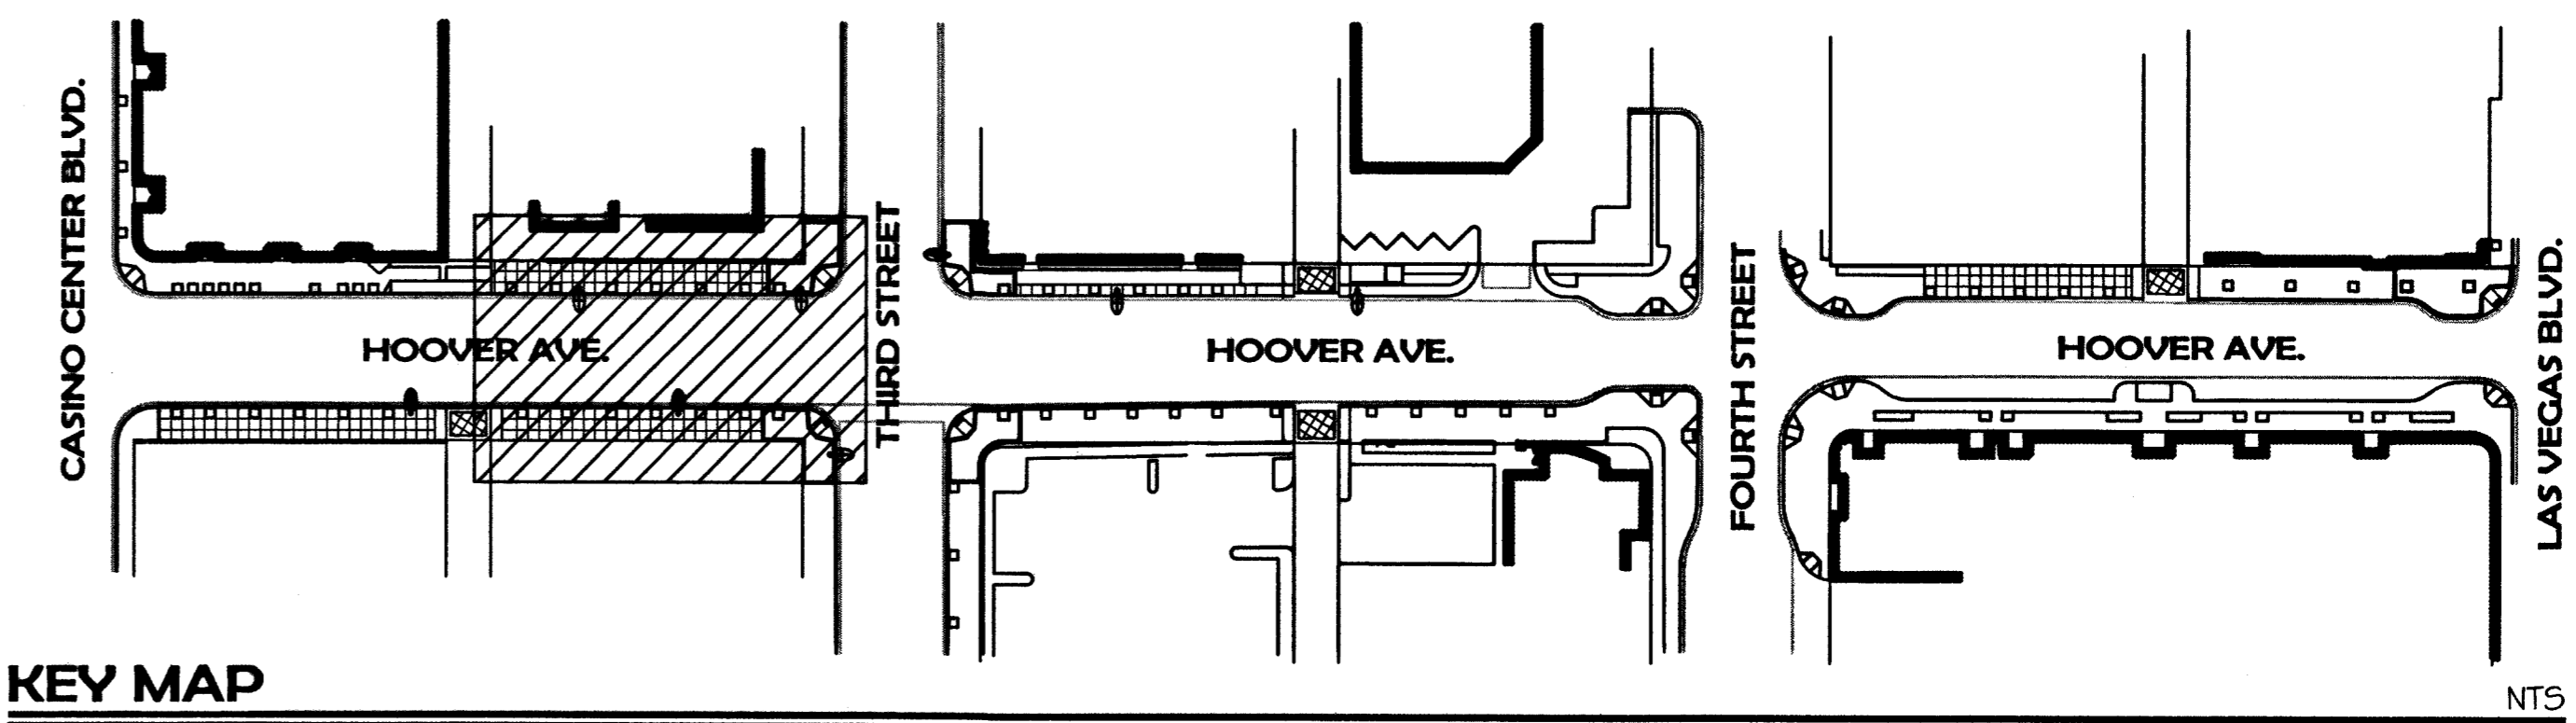 CASINO CENTER BLVD.
HOOVER AVE.
THIRD STREET
HOOVER AVE.
FOURTH STREET
HOOVER AVE.
LAS VEGAS BLVD.
KEY MAP
NTS